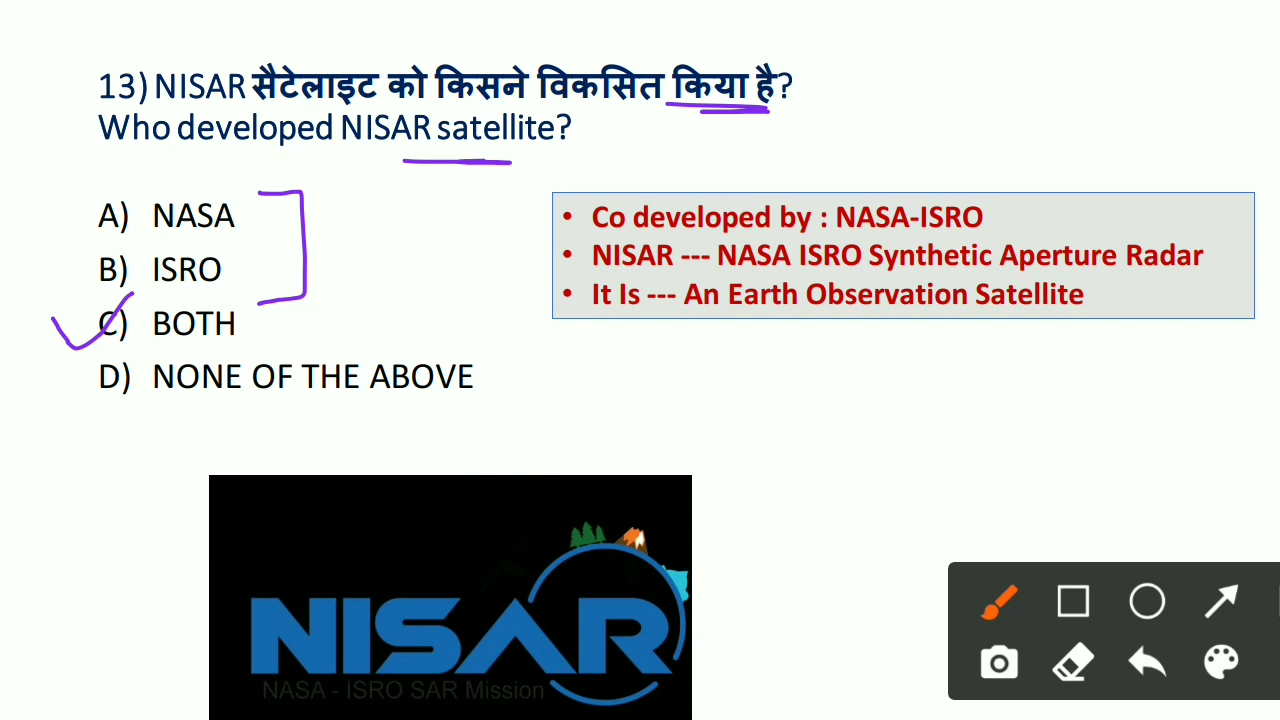 13) NISAR सैटेलाइट को किसने विकसित किया है?
Who developed NISAR satellite?
A) NASA
B) ISRO
C) BOTH
D) NONE OF THE ABOVE
• Co developed by : NASA-ISRO
• NISAR --- NASA ISRO Synthetic Aperture Radar
• It Is --- An Earth Observation Satellite
NISAR
NASA - ISRO SAR Mission